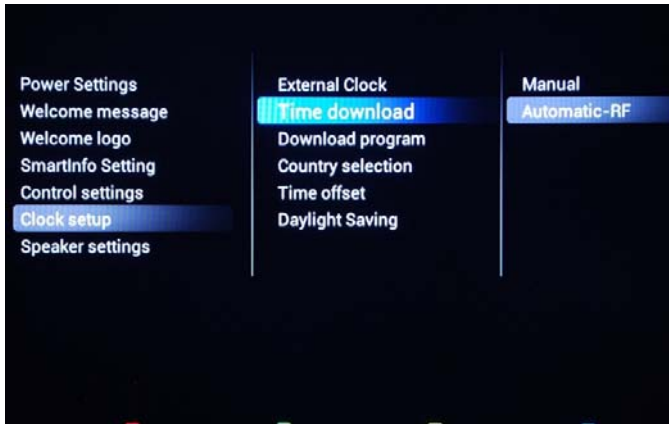 Power Settings
Welcome message
Welcome logo
SmartInfo Setting
Control settings
Clock setup
Speaker settings
External Clock
Time download
Download program
Country selection
Time offset
Daylight Saving
Manual
Automatic-RF